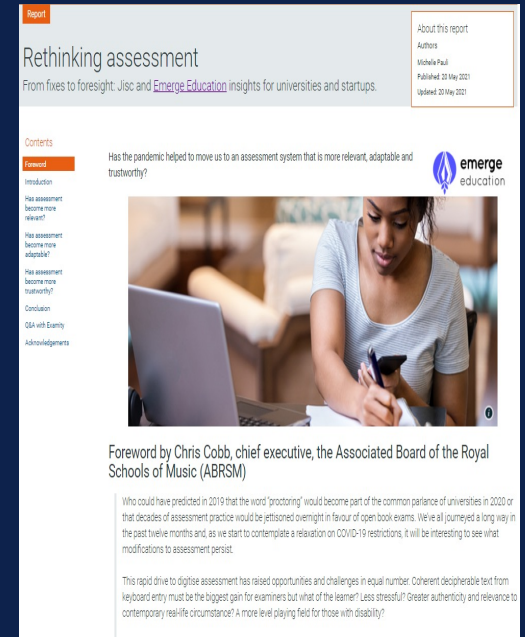 Report
Rethinking assessment
From fixes to foresight: Jisc and Emerge Education insights for universities and startups.
About this report
Authors
Michelle Pauli
Published: 20 May 2021
Updated: 20 May 2021
Contents
Foreword
Introduction
Has assessment
become more
relevant?
Has assessment
become more
adaptable?
Has assessment
become more
trustworthy?
Conclusion
Q&A with Examity
Acknowledgements
Has the pandemic helped to move us to an assessment system that is more relevant, adaptable and
trustworthy?
emerge
education
Foreword by Chris Cobb, chief executive, the Associated Board of the Royal
Schools of Music (ABRSM)
Who could have predicted in 2019 that the word "proctoring" would become part of the common parlance of universities in 2020 or
that decades of assessment practice would be jettisoned overnight in favour of open book exams. We've all journeyed a long way in
the past twelve months and, as we start to contemplate a relaxation on COVID-19 restrictions, it will be interesting to see what
modifications to assessment persist.
This rapid drive to digitise assessment has raised opportunities and challenges in equal number. Coherent decipherable text from
keyboard entry must be the biggest gain for examiners but what of the learner? Less stressful? Greater authenticity and relevance to
contemporary real-life circumstance? A more level playing field for those with disability?